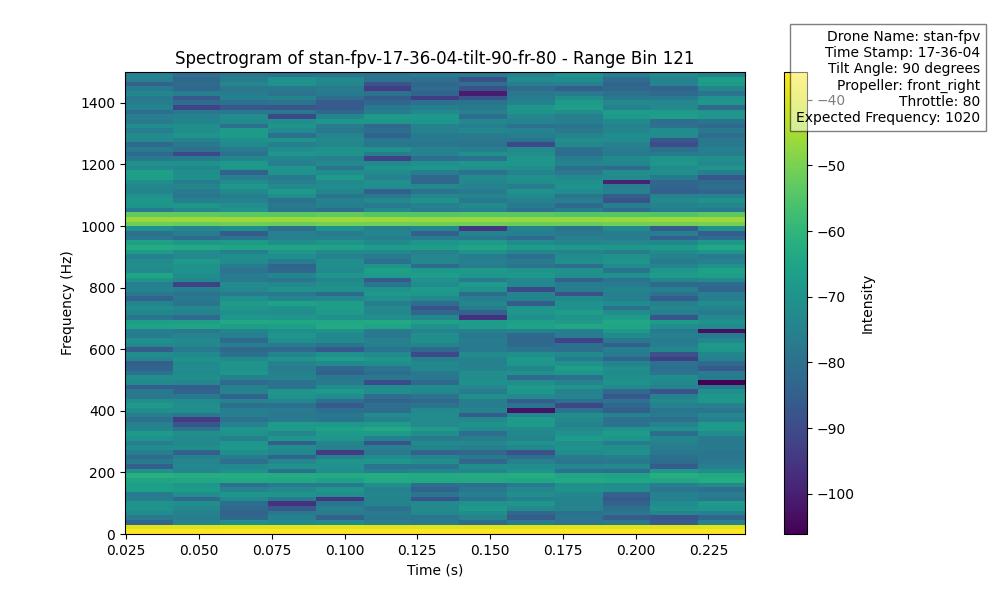 Spectrogram of stan-fpv-17-36-04-tilt-90-fr-80 - Range Bin 121
Drone Name: stan-fpv
Time Stamp: 17-36-04
Tilt Angle: 90 degrees
Propeller: front_right
Throttle: 80
Expected Frequency: 1020
Frequency (Hz)
1400
1200
1000
800
600
400
200
0
0.025
0.050
0.075
0.100
0.125
0.150
0.175
0.200
0.225
Time (s)
−40
−50
−60
−70
−80
−90
−100
Intensity